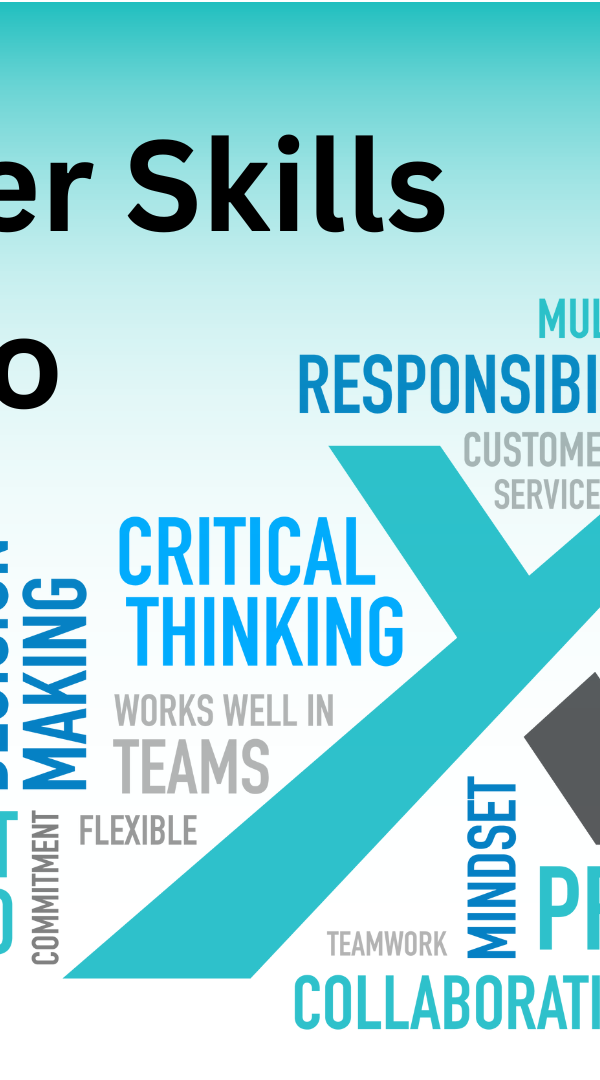 er Skills
o
MUL
RESPONSIBI
CUSTOME
SERVICE
CRITICAL
THINKING
MAKING
WORKS WELL IN
TEAMS
FLEXIBLE
COMMITMENT
MINDSET
PR
TEAMWORK
COLLABORATI